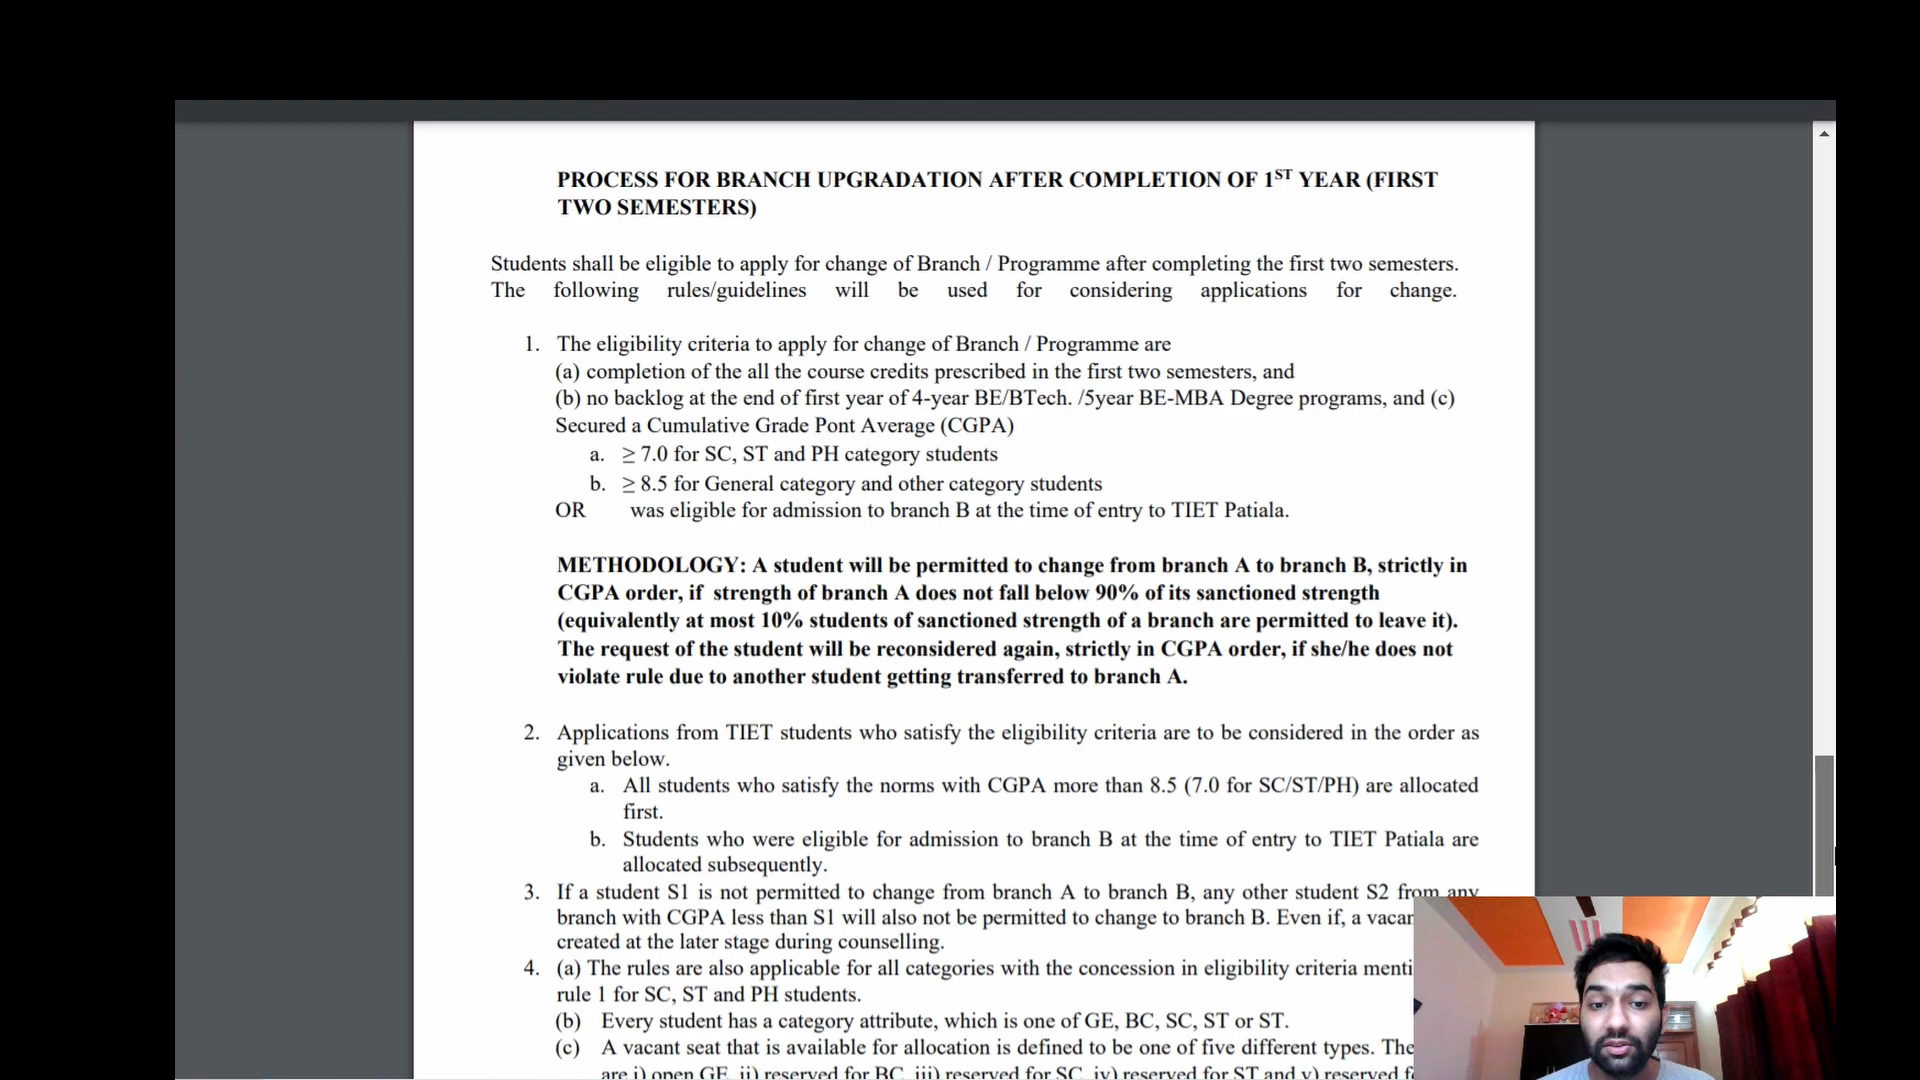 PROCESS FOR BRANCH UPGRADATION AFTER COMPLETION OF 1ST YEAR (FIRST
TWO SEMESTERS)
Students shall be eligible to apply for change of Branch / Programme after completing the first two semesters.
The following rules/guidelines will be used for considering applications for change.
1. The eligibility criteria to apply for change of Branch / Programme are
(a) completion of the all the course credits prescribed in the first two semesters, and
(b) no backlog at the end of first year of 4-year BE/BTech. /5year BE-MBA Degree programs, and (c)
Secured a Cumulative Grade Pont Average (CGPA)
a. ≥ 7.0 for SC, ST and PH category students
b. ≥ 8.5 for General category and other category students
OR was eligible for admission to branch B at the time of entry to TIET Patiala.
METHODOLOGY: A student will be permitted to change from branch A to branch B, strictly in
CGPA order, if strength of branch A does not fall below 90% of its sanctioned strength
(equivalently at most 10% students of sanctioned strength of a branch are permitted to leave it).
The request of the student will be reconsidered again, strictly in CGPA order, if she/he does not
violate rule due to another student getting transferred to branch A.
2. Applications from TIET students who satisfy the eligibility criteria are to be considered in the order as
given below.
a. All students who satisfy the norms with CGPA more than 8.5 (7.0 for SC/ST/PH) are allocated
first.
b. Students who were eligible for admission to branch B at the time of entry to TIET Patiala are
allocated subsequently.
3. If a student S1 is not permitted to change from branch A to branch B, any other student S2 from any
branch with CGPA less than S1 will also not be permitted to change to branch B. Even if, a vacan
created at the later stage during counselling.
4. (a) The rules are also applicable for all categories with the concession in eligibility criteria menti
rule 1 for SC, ST and PH students.
(b) Every student has a category attribute, which is one of GE, BC, SC, ST or ST.
(c) A vacant seat that is available for allocation is defined to be one of five different types. The
are i) open GE, ii) reserved for BC, iii) reserved for SC, iv) reserved for ST and v) reserved f